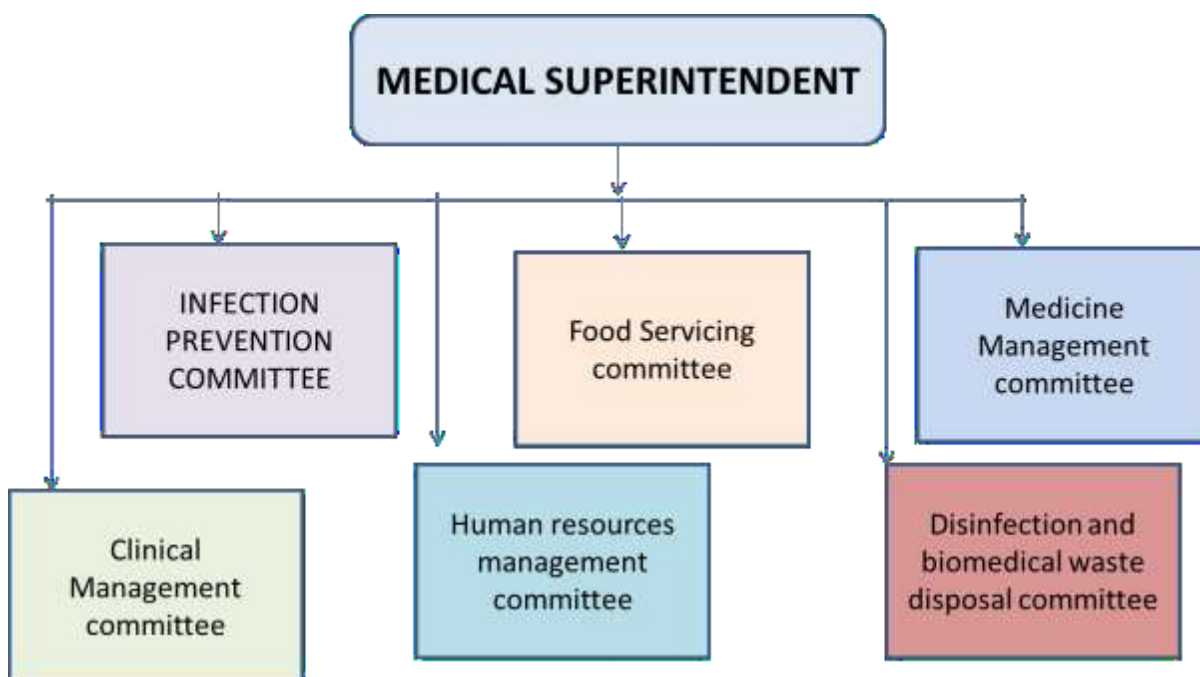 MEDICAL SUPERINTENDENT
INFECTION
PREVENTION
COMMITTEE
Food Servicing
committee
Medicine
Management
committee
Clinical
Management
committee
Human resources
management
committee
Disinfection and
biomedical waste
disposal committee